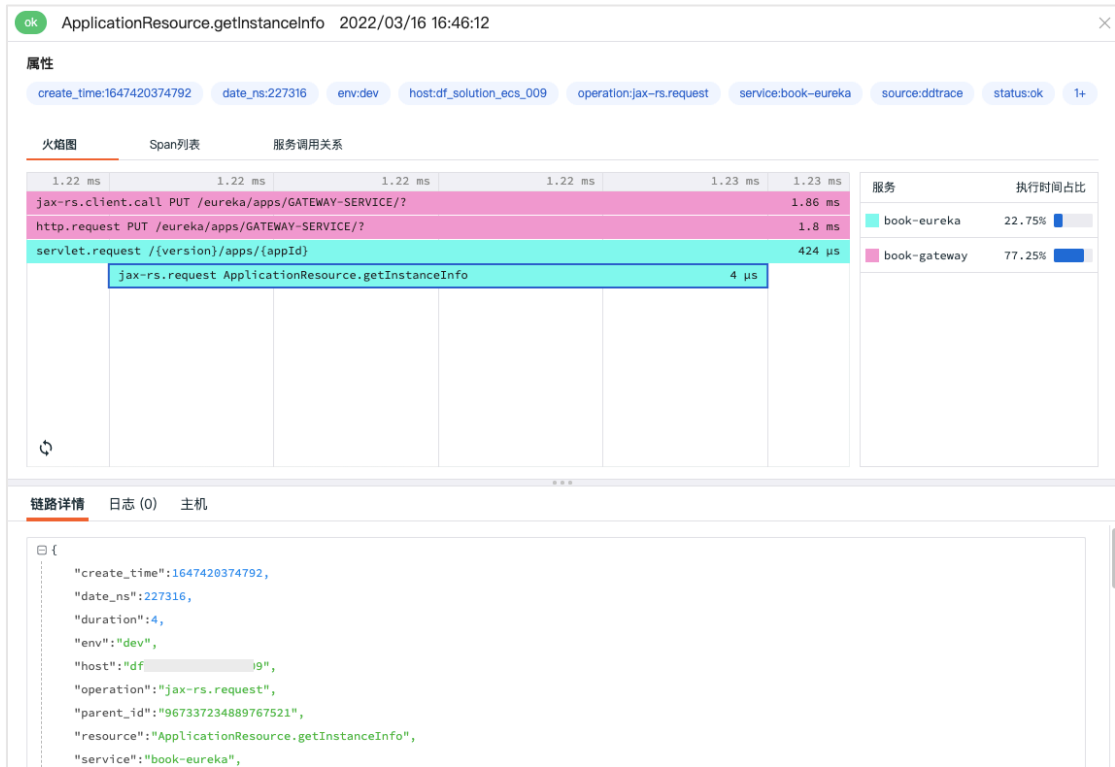 ok ApplicationResource.getInstanceInfo 2022/03/16 16:46:12
属性
create_time:1647420374792 date_ns:227316 env:dev host:df_solution_ecs_009 operation:jax-rs.request service:book-eureka source:ddtrace status:ok 1+
火焰图 Span列表 服务调用关系
1.22 ms 1.22 ms 1.22 ms 1.22 ms 1.23 ms 1.23 ms
jax-rs.client.call PUT /eureka/apps/GATEWAY-SERVICE/? 1.86 ms
http.request PUT /eureka/apps/GATEWAY-SERVICE/? 1.8 ms
servlet.request /{version}/apps/{appId} 424 μs
jax-rs.request ApplicationResource.getInstanceInfo 4 μs
服务 执行时间占比
book-eureka 22.75%
book-gateway 77.25%
链路详情 日志 (0) 主机
{
"create_time":1647420374792,
"date_ns":227316,
"duration":4,
"env":"dev",
"host":"df 9",
"operation":"jax-rs.request",
"parent_id":"967337234889767521",
"resource":"ApplicationResource.getInstanceInfo",
"service":"book-eureka",